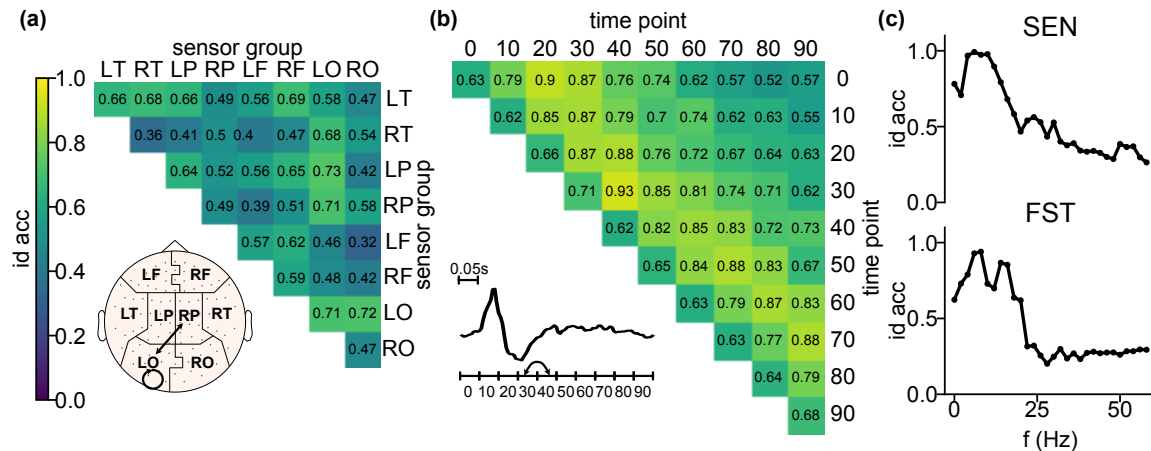 (a)
sensor group
LT RT LP RP LF RF LO RO
1.0
0.8
0.6
0.4
0.2
0.0
id acc
0.66 0.68 0.66 0.49 0.56 0.69 0.58 0.47 LT
0.36 0.41 0.5 0.4 0.47 0.68 0.54 RT
0.64 0.52 0.56 0.65 0.73 0.42 LP
0.49 0.39 0.51 0.71 0.58 RP
0.57 0.62 0.46 0.32 LF
0.59 0.48 0.42 RF
0.71 0.72 LO
0.47 RO
sensor group
LF RF
LT LP RP RT
LO RO
(b)
time point
0 10 20 30 40 50 60 70 80 90
0.63 0.79 0.9 0.87 0.76 0.74 0.62 0.57 0.52 0.57 0
0.62 0.85 0.87 0.79 0.7 0.74 0.62 0.63 0.55 10
0.66 0.87 0.88 0.76 0.72 0.67 0.64 0.63 20
0.71 0.93 0.85 0.81 0.74 0.71 0.62 30
0.62 0.82 0.85 0.83 0.72 0.73 40
0.65 0.84 0.88 0.83 0.67 50
0.63 0.79 0.87 0.83 60
0.63 0.77 0.88 70
0.64 0.79 80
0.68 90
time point
0.05s
0 10 20 30 40 50 60 70 80 90
(c)
SEN
1.0
0.5
0.0
id acc
FST
1.0
0.5
0.0
id acc
0 25 50
f (Hz)